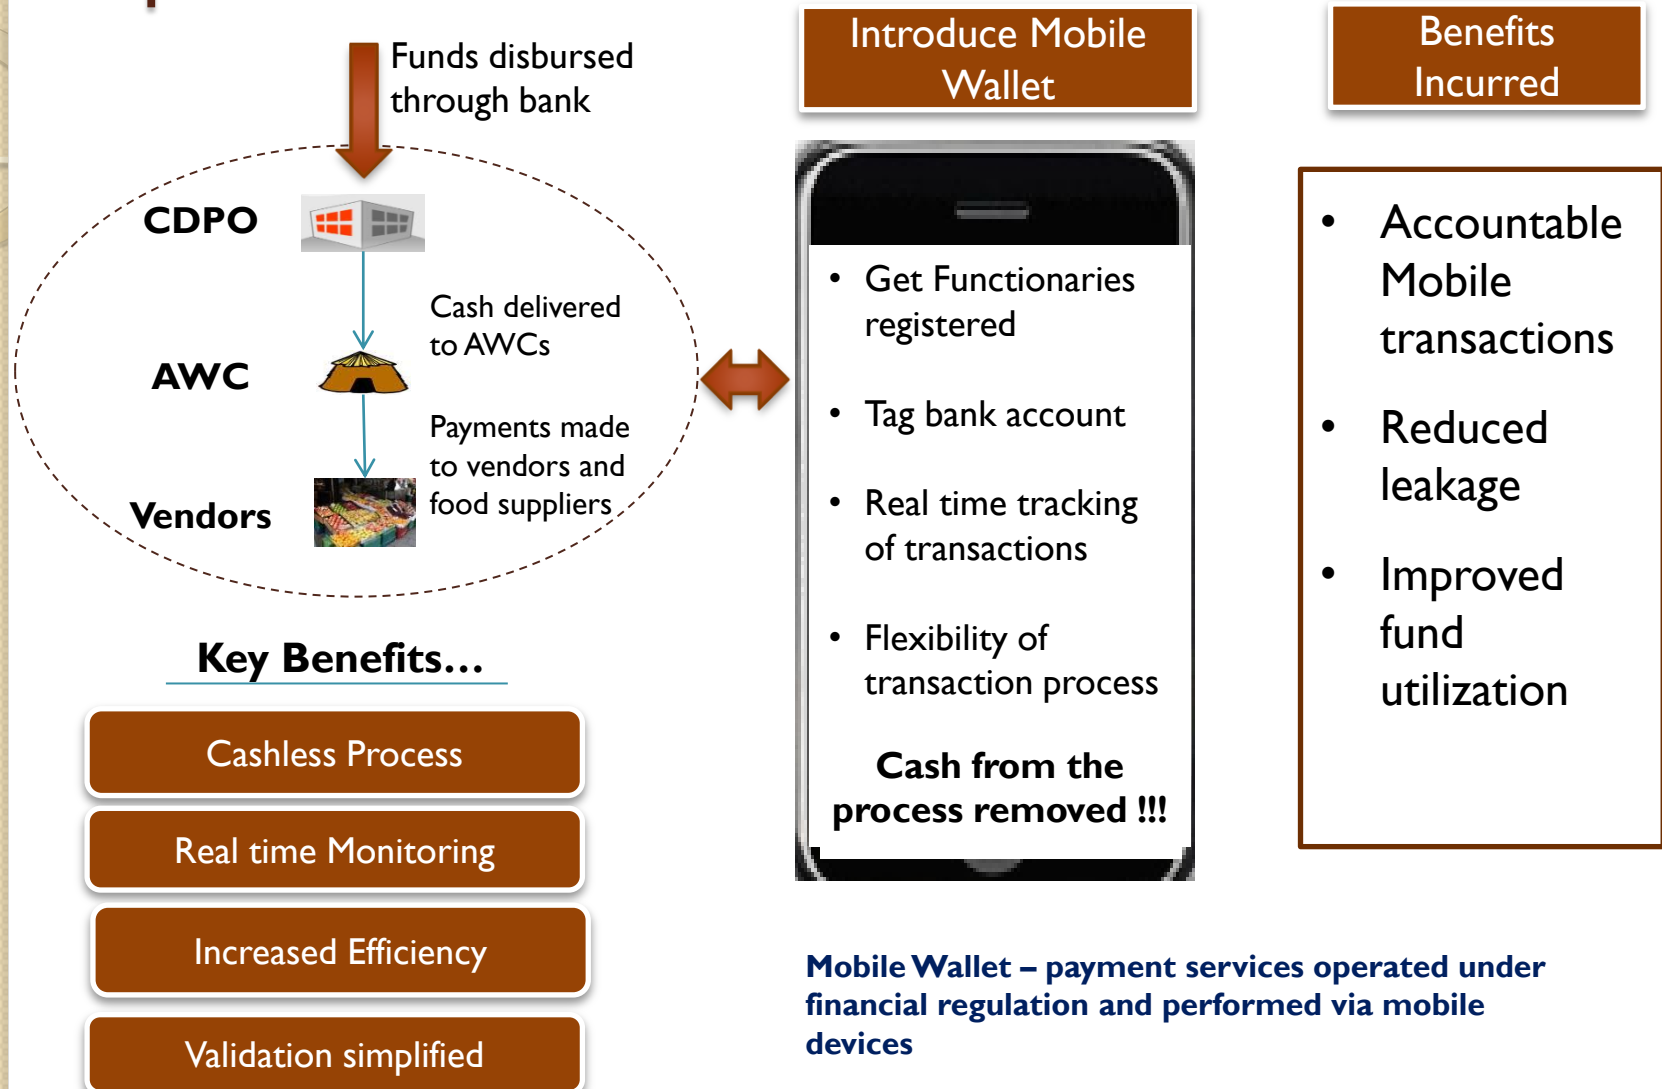 Funds disbursed
through bank
CDPO
Cash delivered
to AWCs
AWC
Payments made
to vendors and
food suppliers
Vendors
Key Benefits...
Cashless Process
Real time Monitoring
Increased Efficiency
Validation simplified
Introduce Mobile
Wallet
• Get Functionaries
registered
• Tag bank account
• Real time tracking
of transactions
• Flexibility of
transaction process
Cash from the
process removed !!!
Mobile Wallet – payment services operated under
financial regulation and performed via mobile
devices
Benefits
Incurred
• Accountable
Mobile
transactions
• Reduced
leakage
• Improved
fund
utilization